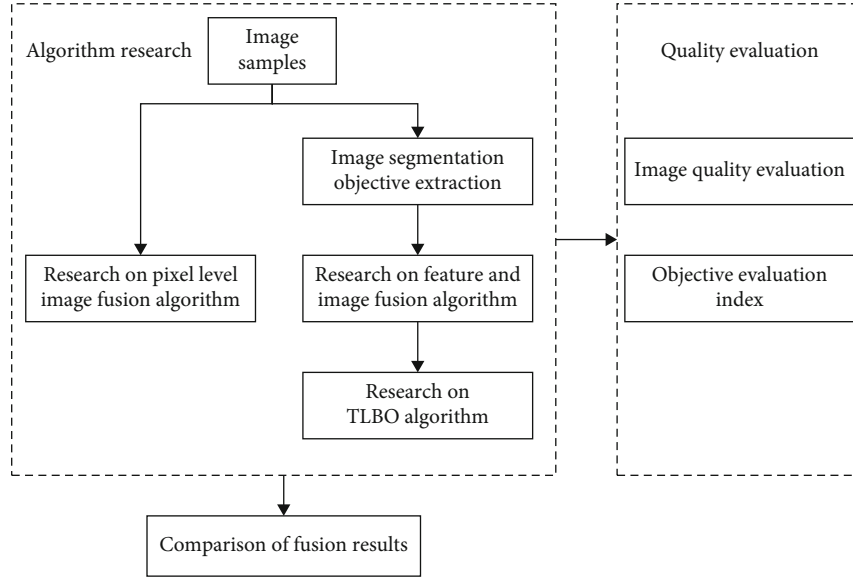 Algorithm research
Image
samples
Quality evaluation
Image segmentation
objective extraction
Image quality evaluation
Research on pixel level
image fusion algorithm
Research on feature and
image fusion algorithm
Objective evaluation
index
Research on
TLBO algorithm
Comparison of fusion results